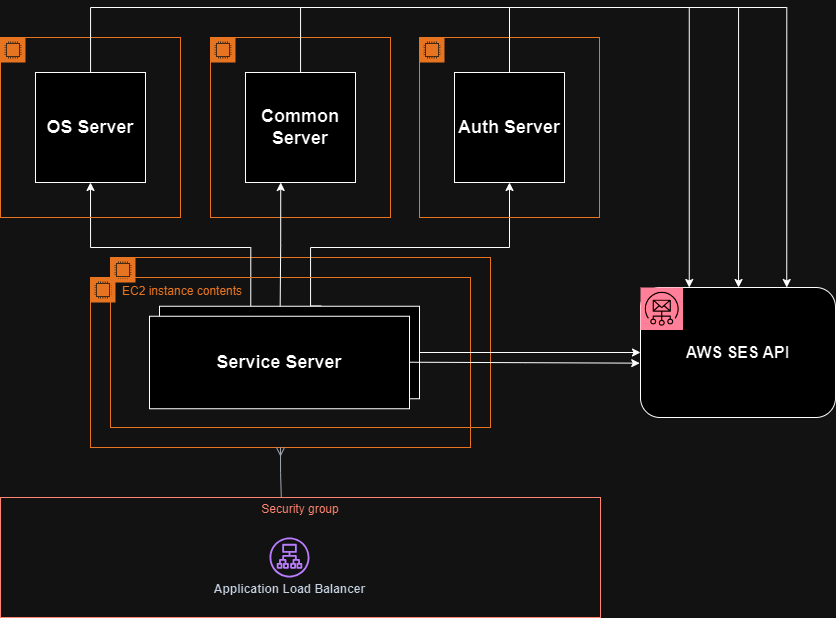 OS Server
Common
Server
Auth Server
EC2 instance contents
Service Server
AWS SES API
Security group
Application Load Balancer